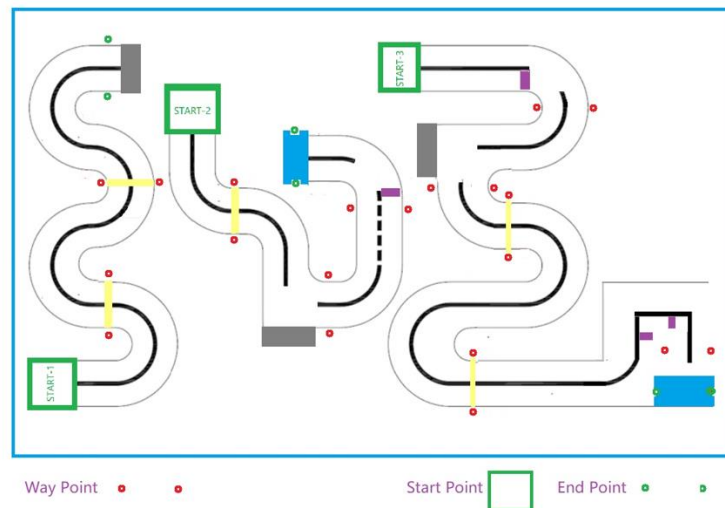 START-3
START-2
START-1
Way Point
Start Point
End Point